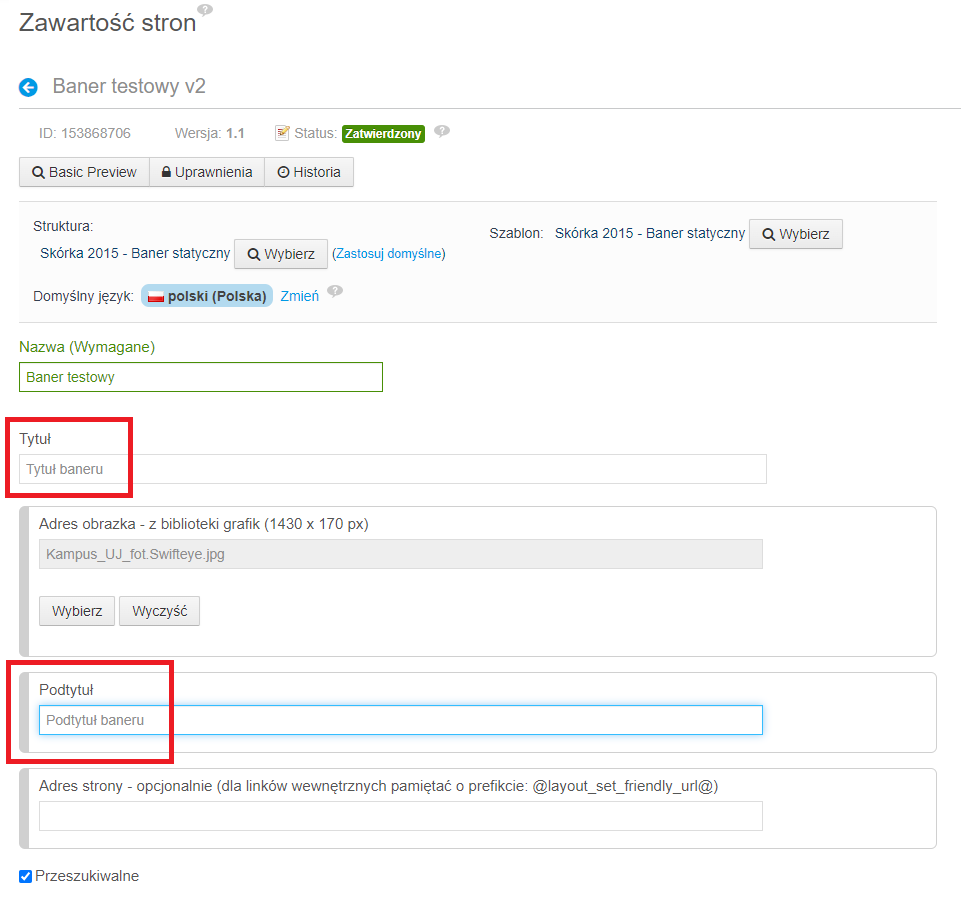 Zawartość stron ?
Baner testowy v2
ID: 153868706 Wersja: 1.1 Status: Zatwierdzony ?
Basic Preview Uprawnienia Historia
Struktura:
Skórka 2015 - Baner statyczny Wybierz (Zastosuj domyślne)
Szablon: Skórka 2015 - Baner statyczny Wybierz
Domyślny język: polski (Polska) Zmień ?
Nazwa (Wymagane)
Baner testowy
Tytuł
Tytuł baneru
Adres obrazka - z biblioteki grafik (1430 x 170 px)
Kampus_UJ_fot.Swifteye.jpg
Wybierz Wyczyść
Podtytuł
Podtytuł baneru
Adres strony - opcjonalnie (dla linków wewnętrznych pamiętać o prefikcie: @layout_set_friendly_url@)
Przeszukiwalne